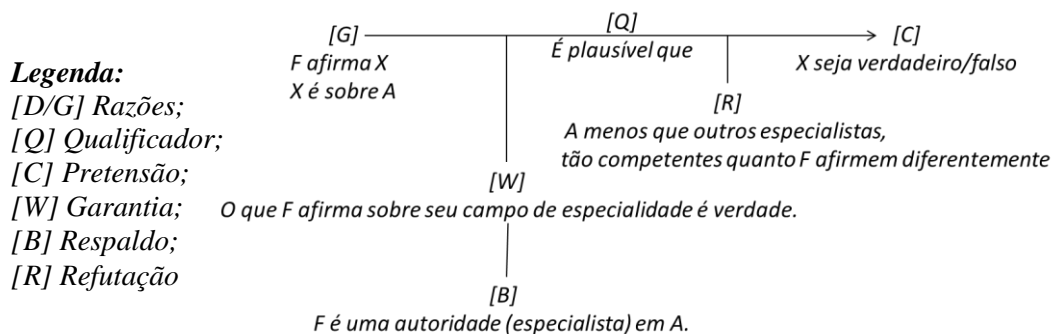 [G]
[Q]
[C]
F afirma X
X é sobre A
É plausível que
X seja verdadeiro/falso
Legenda:
[D/G] Razões;
[Q] Qualificador;
[C] Pretensão;
[W] Garantia;
[B] Respaldo;
[R] Refutação
[R]
A menos que outros especialistas,
tão competentes quanto F afirmem diferentemente
[W]
O que F afirma sobre seu campo de especialidade é verdade.
[B]
F é uma autoridade (especialista) em A.